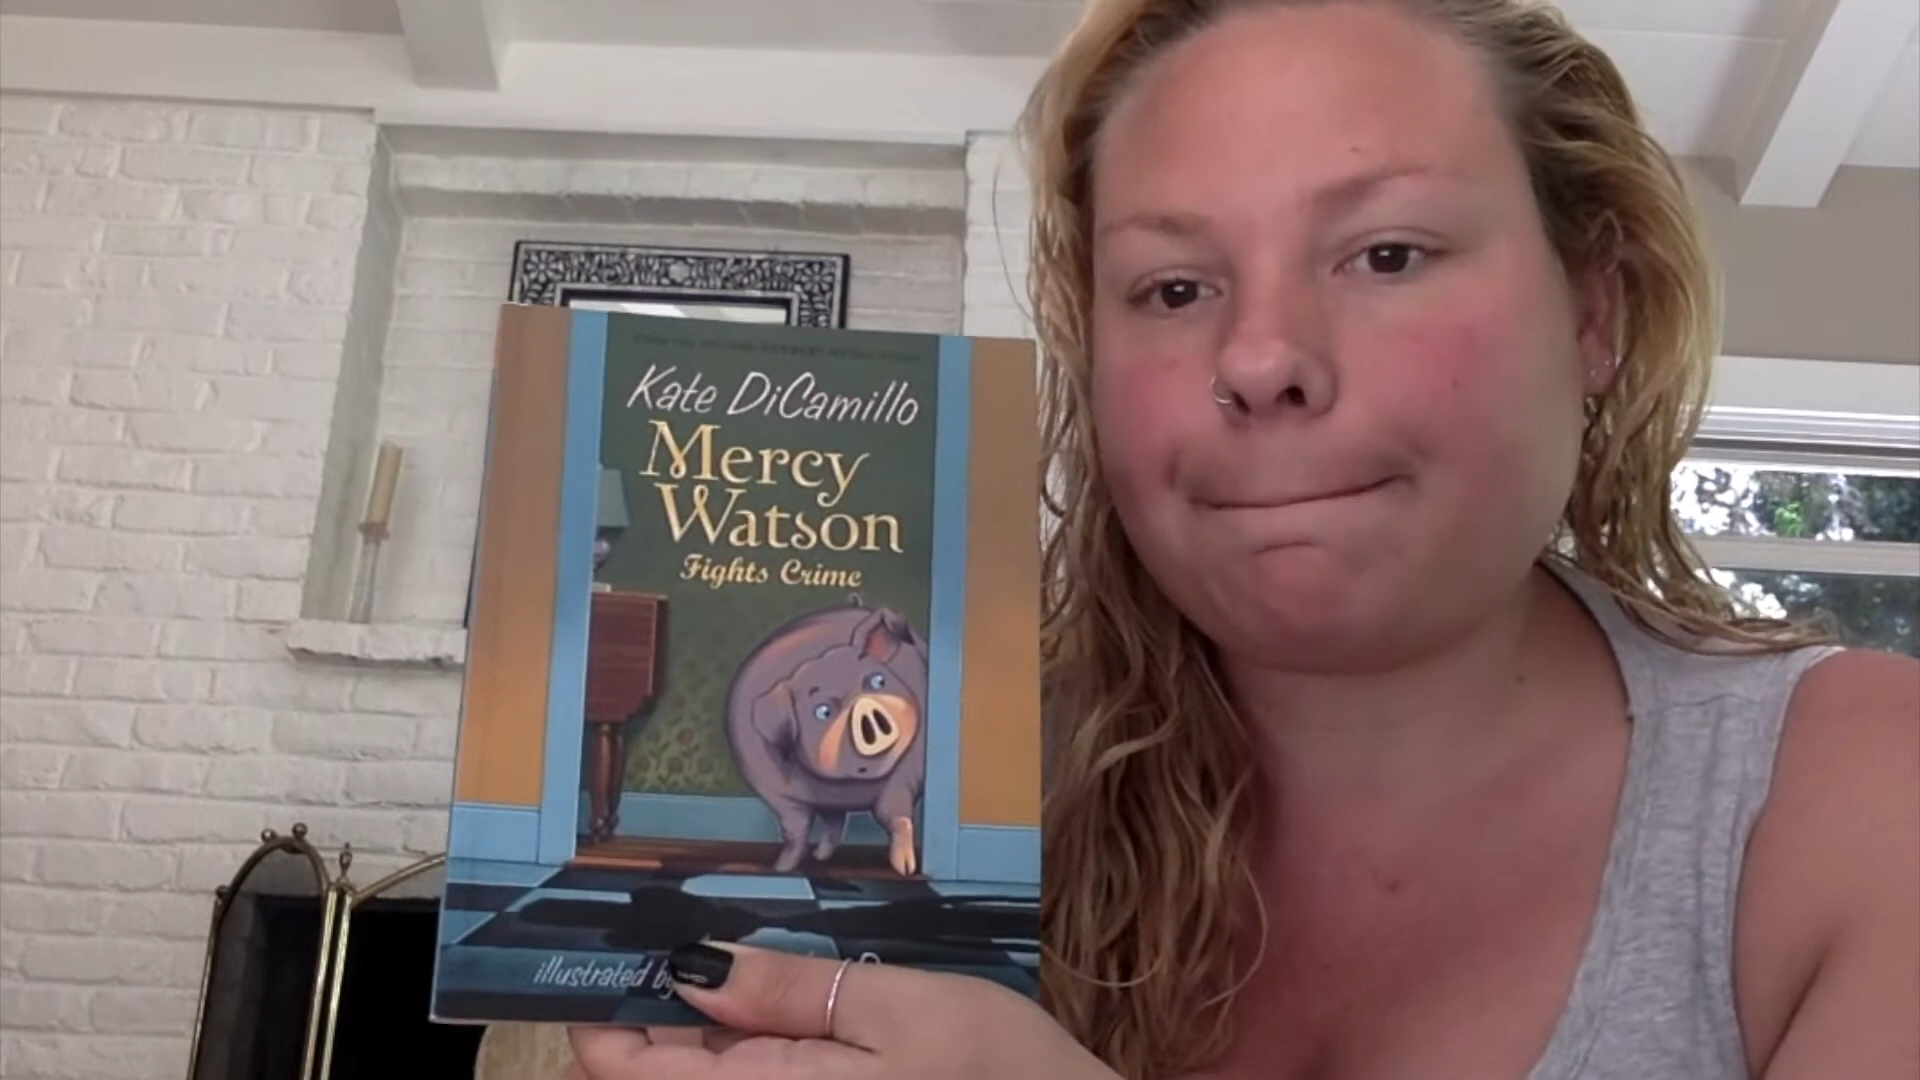 Kate DiCamillo
Mercy
Watson
Fights Crime
illustrated by